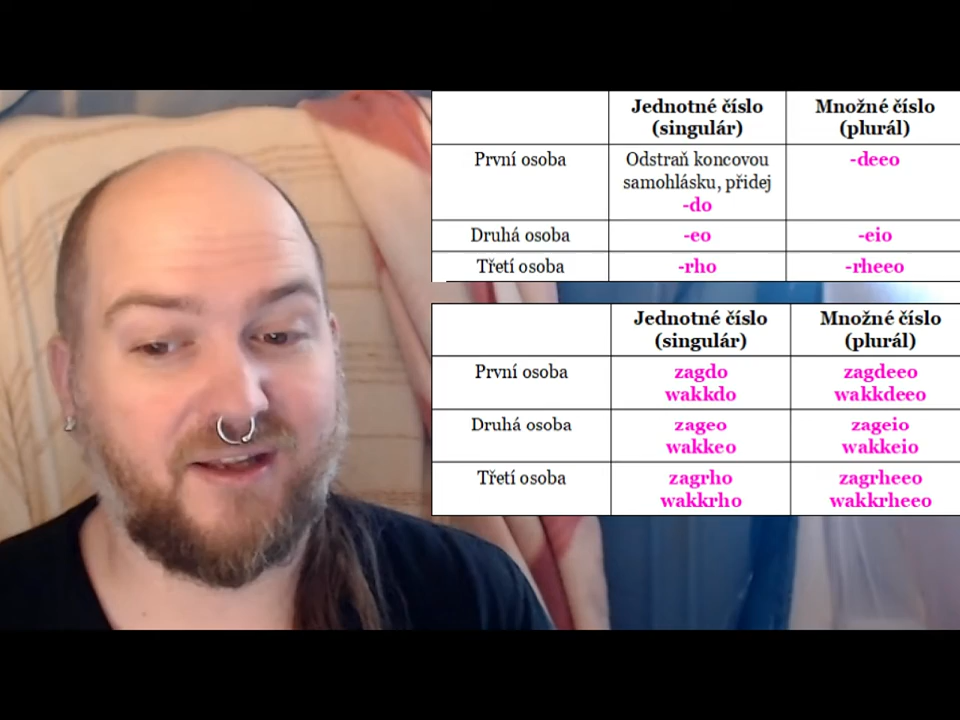 Jednotné číslo Množné číslo
(singulár) (plurál)
První osoba Odstraň koncovou -deeo
samohlásku, přidej
-do
Druhá osoba -eo -eio
Třetí osoba -rho -rheeo
Jednotné číslo Množné číslo
(singulár) (plurál)
První osoba zagdo zagdeeo
wakkdo wakkdeeo
Druhá osoba zageo zageio
wakkeo wakkeio
Třetí osoba zagrho zagrheeo
wakkrho wakkrheeo